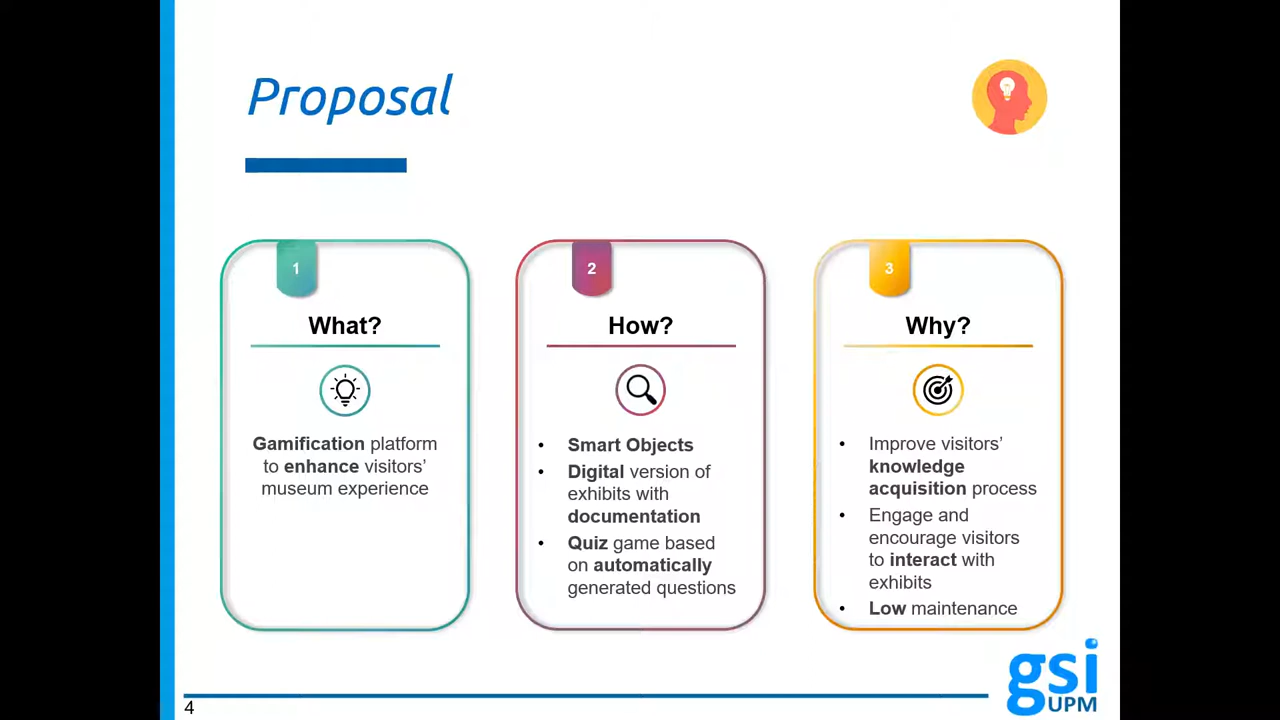 Proposal
1
What?
Gamification platform
to enhance visitors’
museum experience
2
How?
• Smart Objects
• Digital version of
exhibits with
documentation
• Quiz game based
on automatically
generated questions
3
Why?
• Improve visitors’
knowledge
acquisition process
• Engage and
encourage visitors
to interact with
exhibits
• Low maintenance
4
gsi
UPM